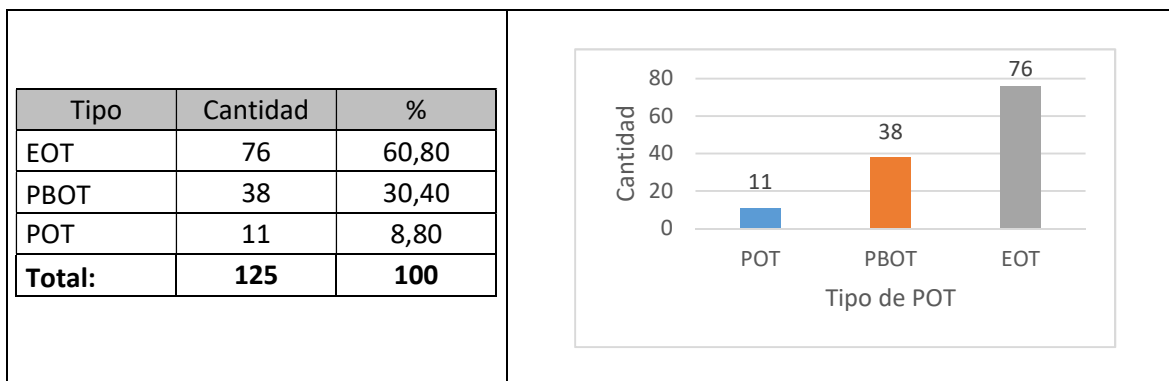 Tipo Cantidad %
EOT 76 60,80
PBOT 38 30,40
POT 11 8,80
Total: 125 100
80
60
40
20
0
Cantidad
11
38
76
POT PBOT EOT
Tipo de POT